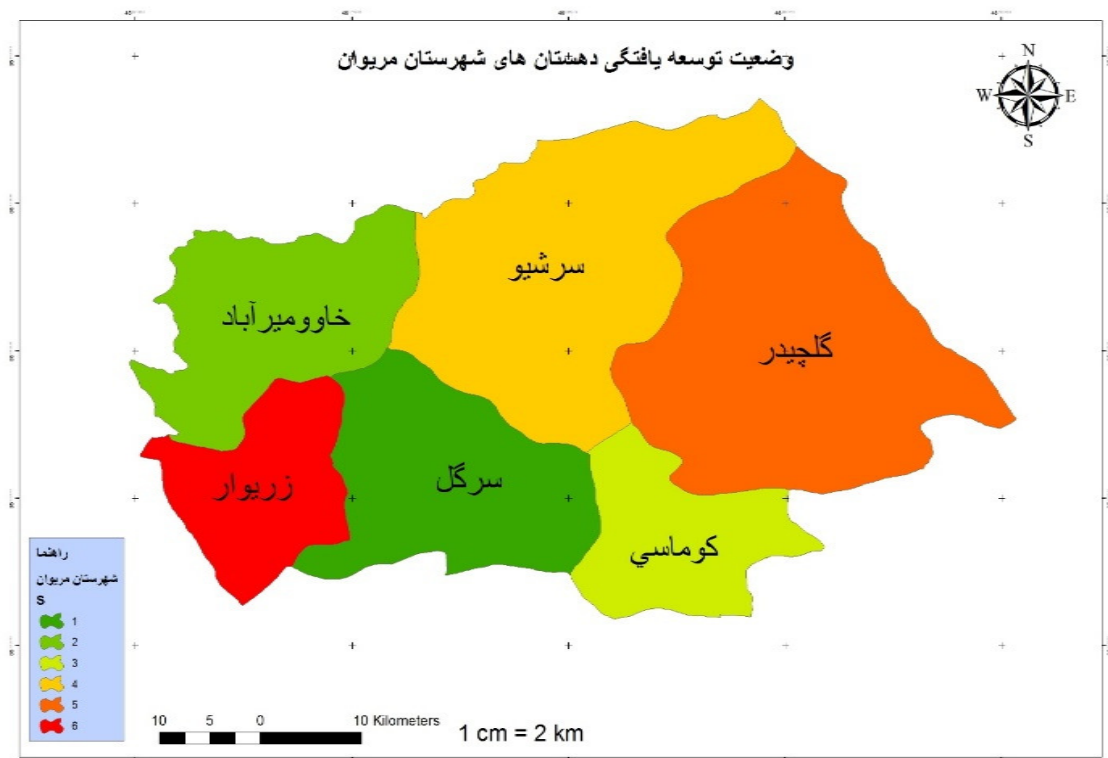 وضعیت توسعه یافتگی دهستان های شهرستان مریوان
N
W E
S
سرشیو
خاوومیرآباد
گلچیدر
زریوار
سرگل
كوماسي
راهنما
شهرستان مریوان
S
1
2
3
4
5
6
10 5 0 10 Kilometers
1 cm = 2 km